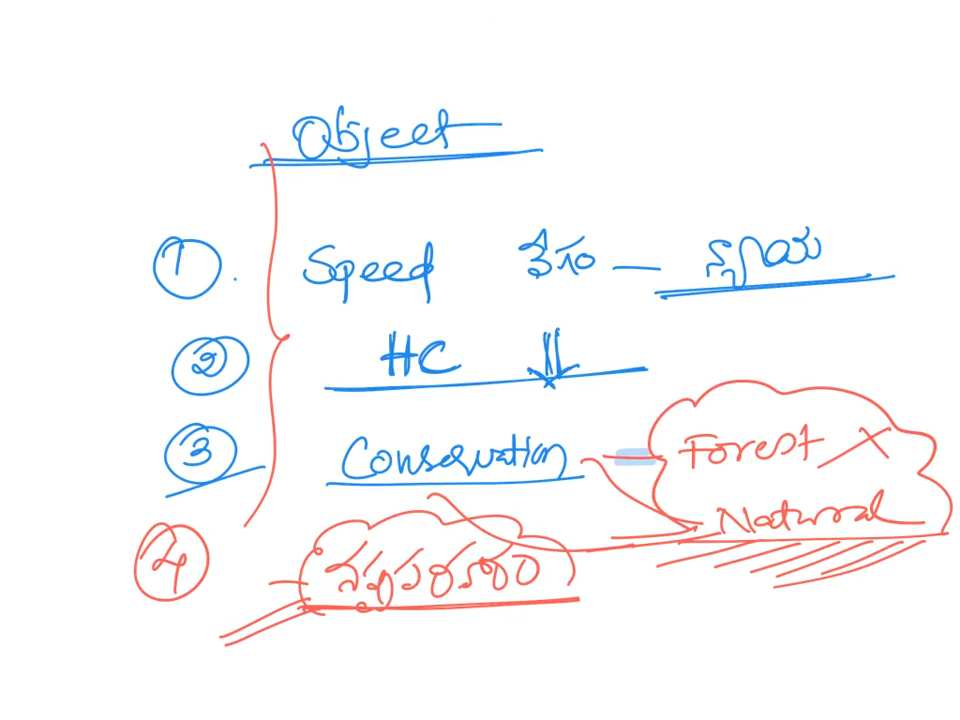 Object
1. Speed వేగం — న్యాయ
2 HC ⇓
3 Conservation — Forest X
Natural
4